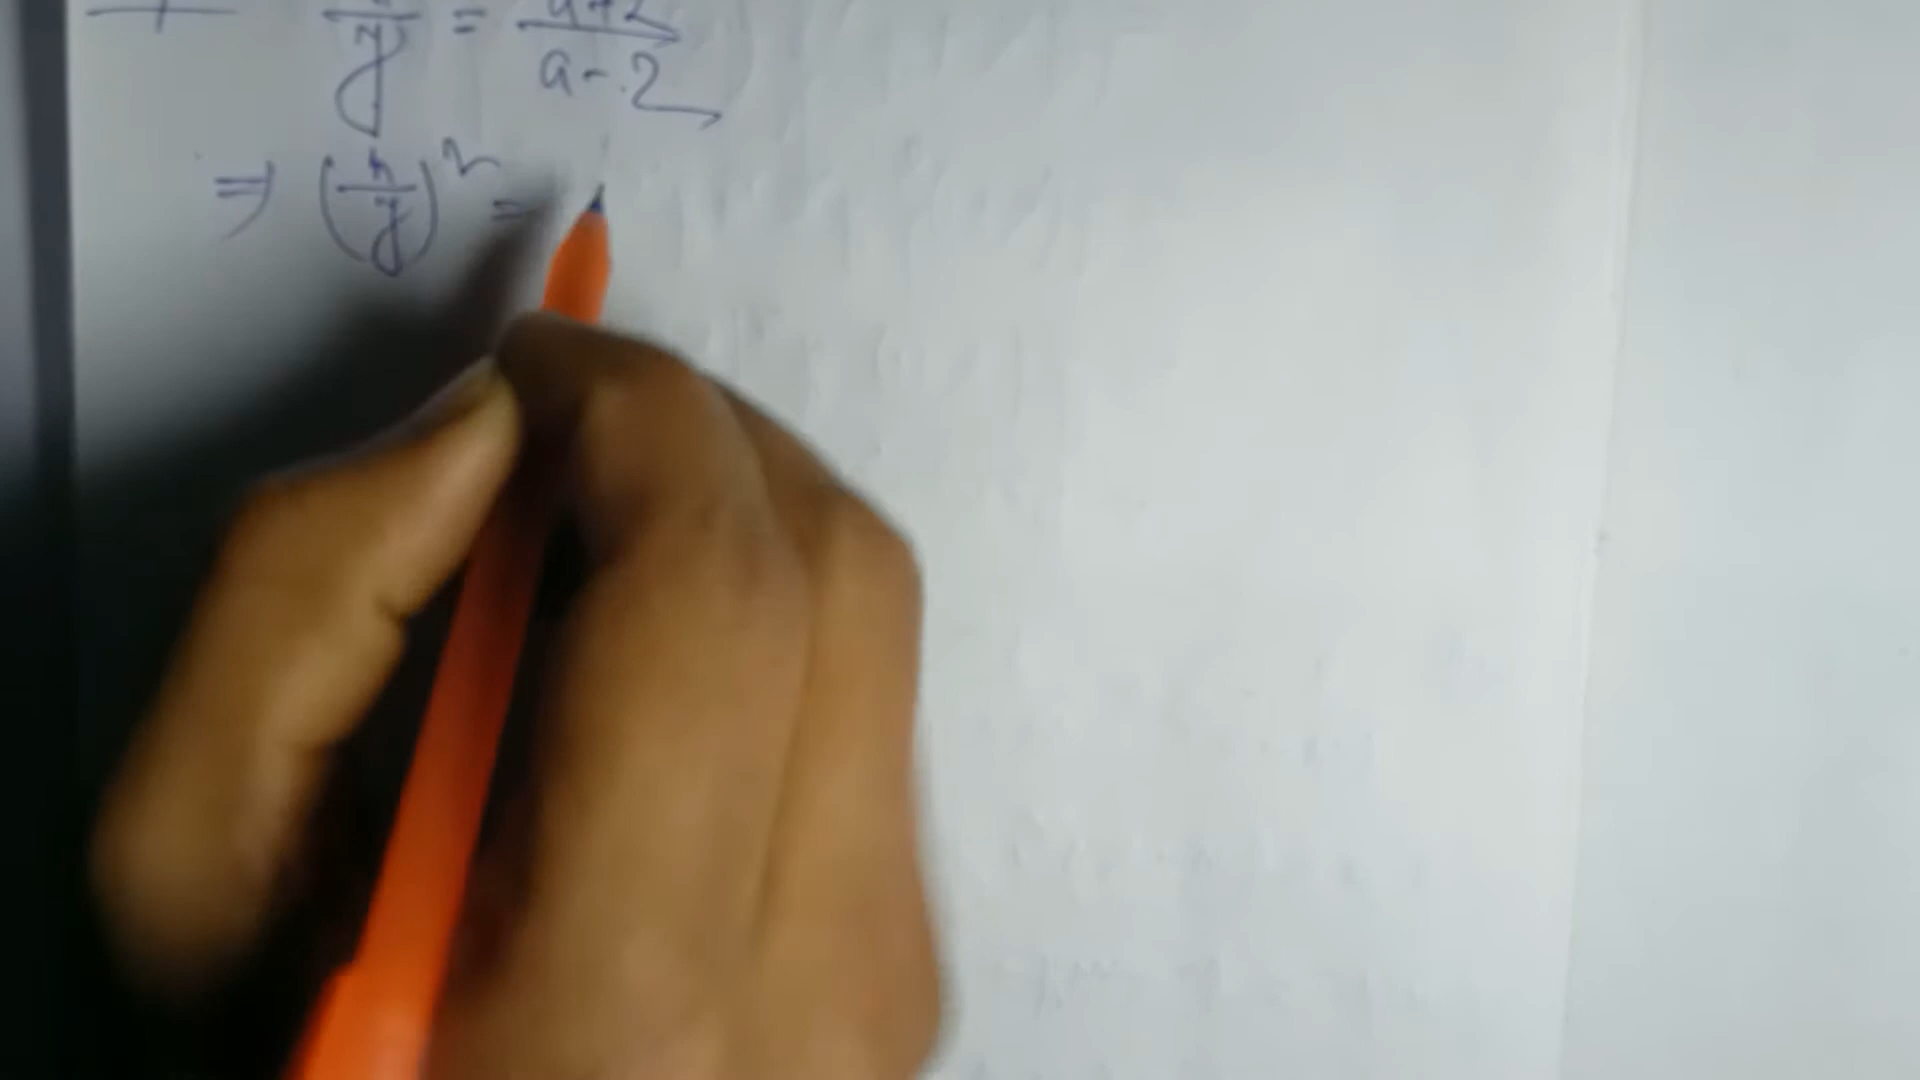 x/y = a+2/a-2
⇒ (x/y)² =